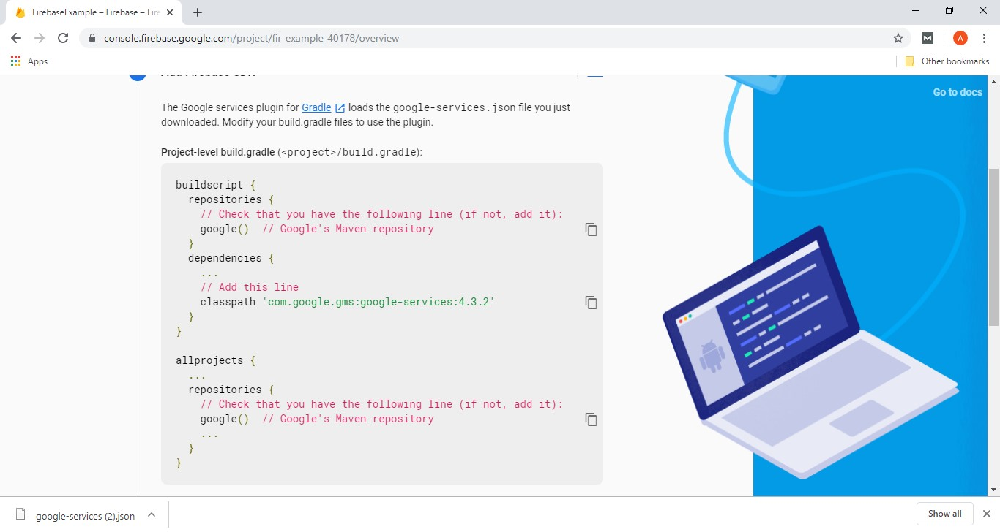 FirebaseExample – Firebase – Fire
console.firebase.google.com/project/fir-example-40178/overview
M
A
Apps
Other bookmarks
Go to docs
The Google services plugin for Gradle loads the google-services.json file you just
downloaded. Modify your build.gradle files to use the plugin.
Project-level build.gradle (<project>/build.gradle):
buildscript {
repositories {
// Check that you have the following line (if not, add it):
google() // Google's Maven repository
}
dependencies {
...
// Add this line
classpath 'com.google.gms:google-services:4.3.2'
}
}
allprojects {
...
repositories {
// Check that you have the following line (if not, add it):
google() // Google's Maven repository
...
}
}
google-services (2).json
Show all